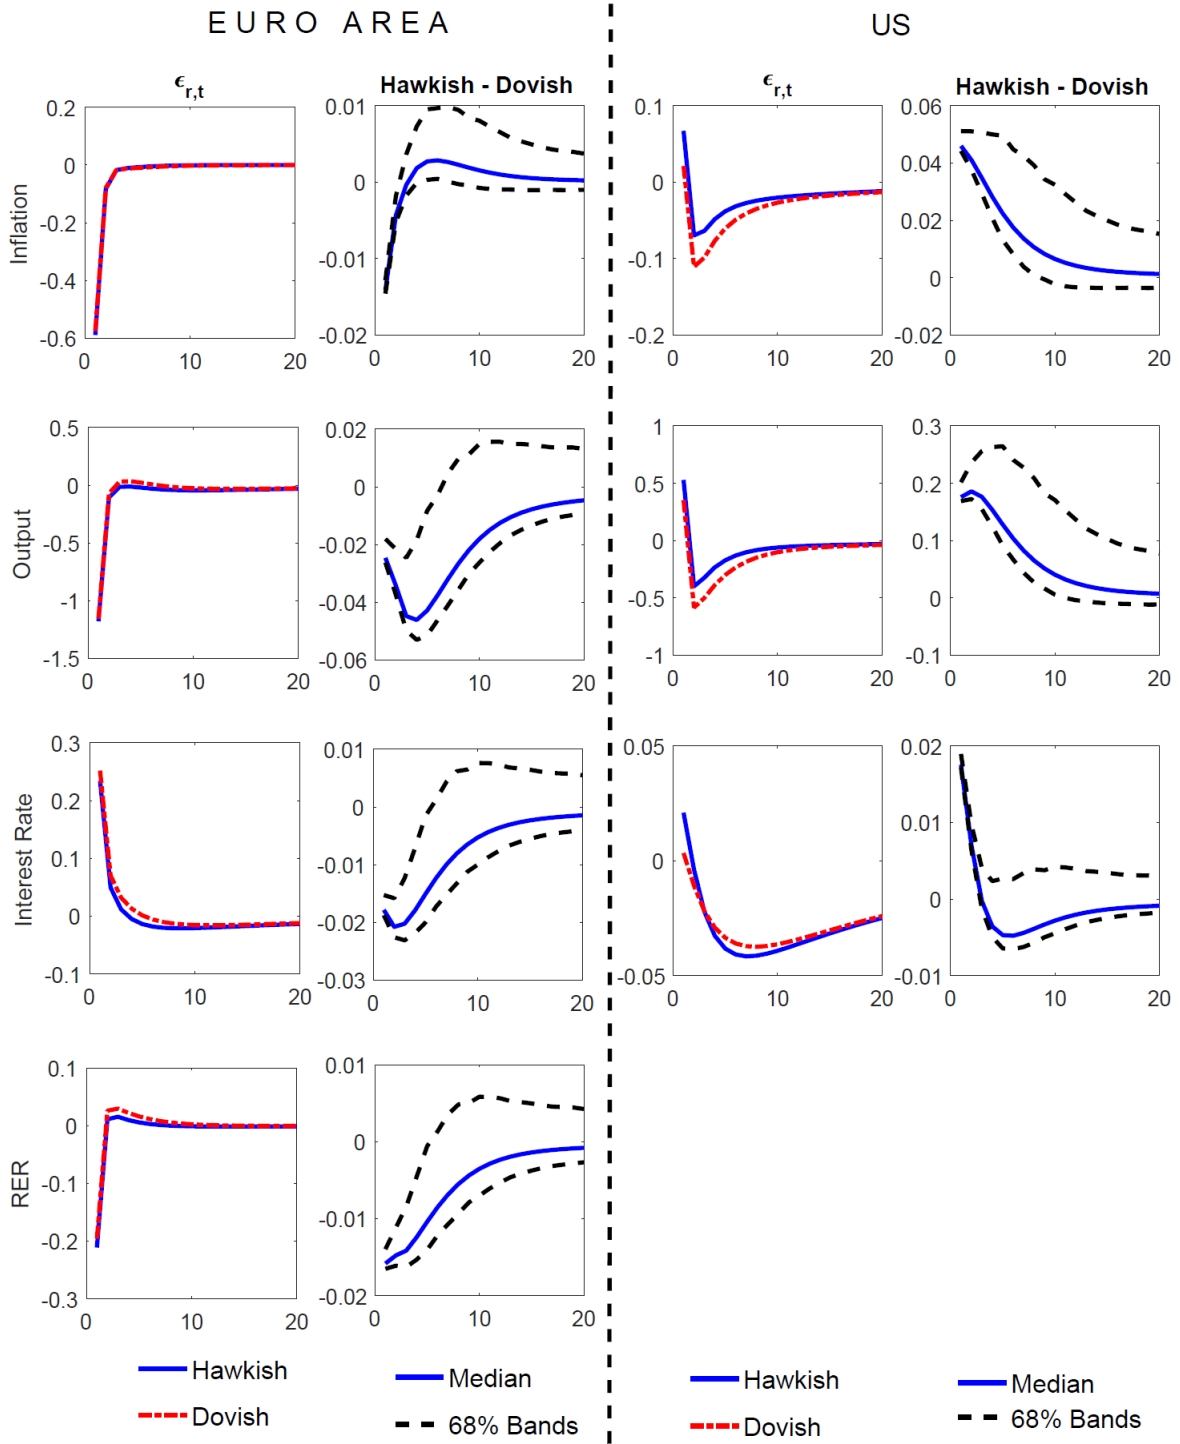 EURO AREA
US
ϵr,t
Hawkish - Dovish
ϵr,t
Hawkish - Dovish
Inflation
0.2
0
-0.2
-0.4
-0.6
0 10 20
0.01
0
-0.01
-0.02
0 10 20
0.1
0
-0.1
-0.2
0 10 20
0.06
0.04
0.02
0
0.02
0 10 20
Output
0.5
0
-0.5
-1
-1.5
0 10 20
0.02
0
-0.02
-0.04
-0.06
0 10 20
1
0.5
0
-0.5
-1
0 10 20
0.3
0.2
0.1
0
-0.1
0 10 20
Interest Rate
0.3
0.2
0.1
0
-0.1
0 10 20
0.01
0
-0.01
-0.02
-0.03
0 10 20
0.05
0
-0.05
0 10 20
0.02
0.01
0
-0.01
0 10 20
RER
0.1
0
-0.1
-0.2
-0.3
0 10 20
0.01
0
-0.01
-0.02
0 10 20
Hawkish
Dovish
Median
68% Bands
Hawkish
Dovish
Median
68% Bands